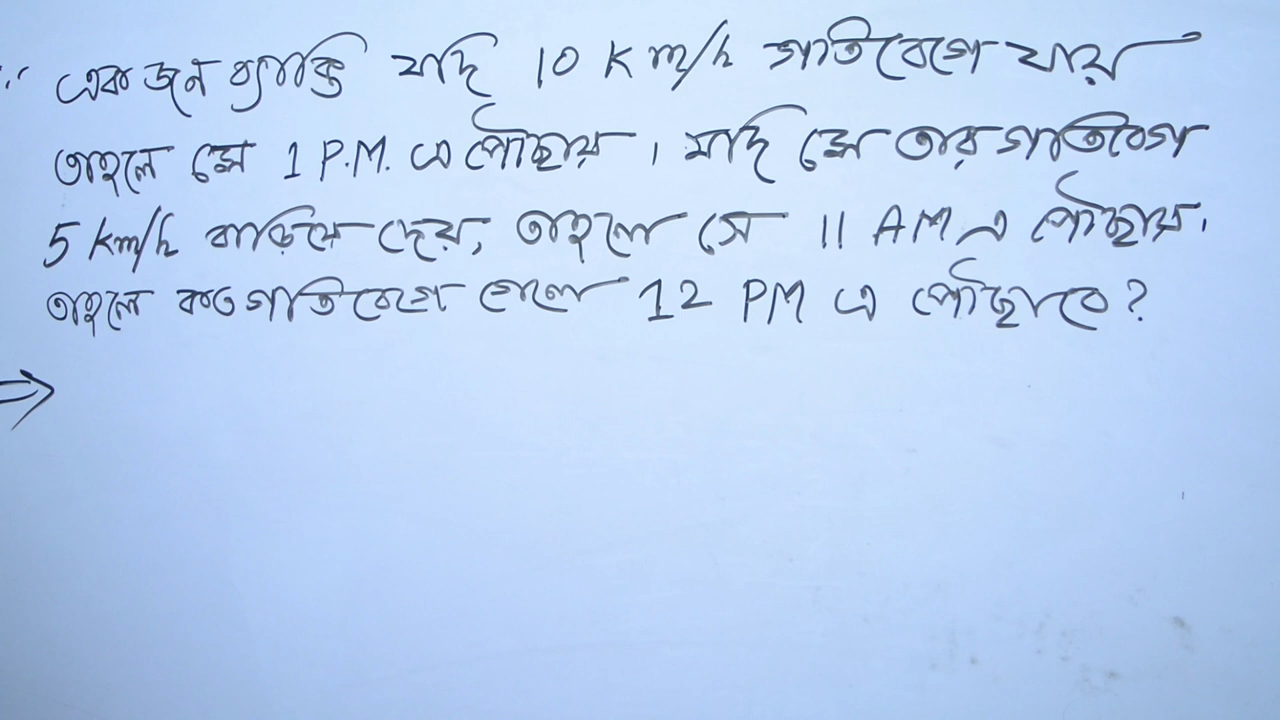 একজন ব্যাক্তি যদি 10 Km/h গতিবেগে যায়
তাহলে সে 1 P.M. এ পৌছায় । যদি সে তার গতিবেগ
5 km/h বাড়িয়ে দেয়, তাহলে সে 11 AM এ পৌছায় ।
তাহলে কত গতিবেগে গেলে 12 PM এ পৌছাবে ?
⇒